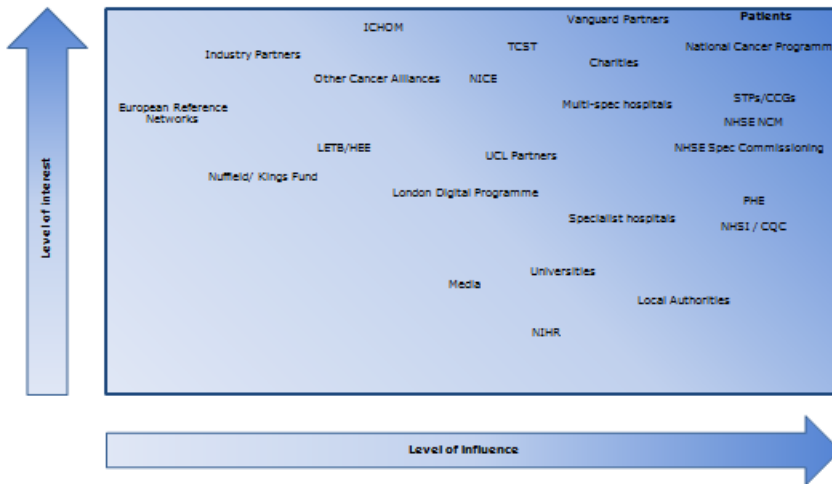 Vanguard Partners
Patients
ICHOM
TCST
National Cancer Programm
Industry Partners
Charities
Other Cancer Alliances
NICE
European Reference
Networks
Multi-spec hospitals
STPs/CCGs
NHSE NCM
LETB/HEE
UCL Partners
NHSE Spec Commissioning
Nuffield/ Kings Fund
London Digital Programme
PHE
Specialist hospitals
NHSI / CQC
Universities
Media
Local Authorities
NIHR
Level of interest
Level of influence